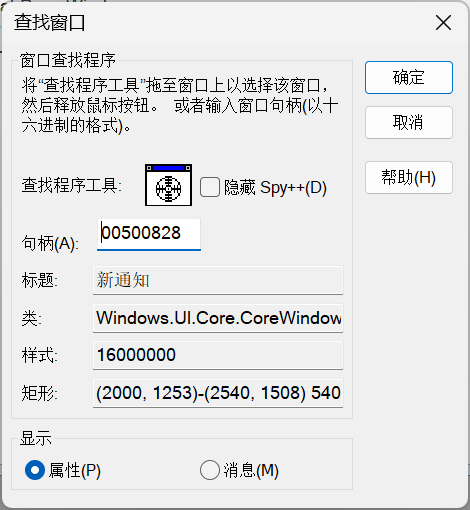 查找窗口
窗口查找程序
将“查找程序工具”拖至窗口上以选择该窗口，
然后释放鼠标按钮。 或者输入窗口句柄(以十
六进制的格式)。
确定
取消
帮助(H)
查找程序工具:
隐藏 Spy++(D)
句柄(A):
00500828
标题:
新通知
类:
Windows.UI.Core.CoreWindow
样式:
16000000
矩形:
(2000, 1253)-(2540, 1508) 540
显示
属性(P)
消息(M)